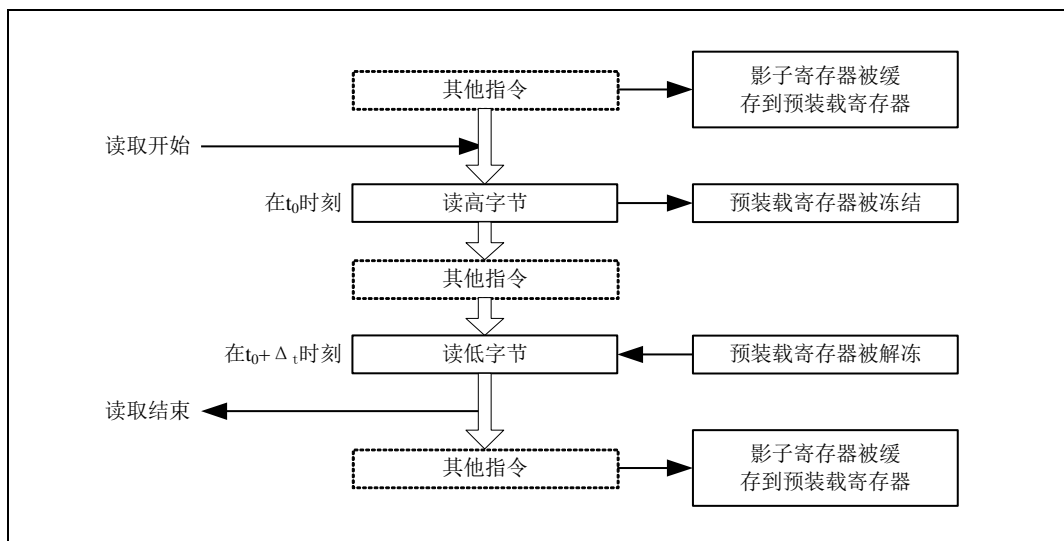 其他指令
影子寄存器被缓
存到预装载寄存器
读取开始
在t₀时刻
读高字节
预装载寄存器被冻结
其他指令
在t₀+Δₜ时刻
读低字节
预装载寄存器被解冻
读取结束
其他指令
影子寄存器被缓
存到预装载寄存器